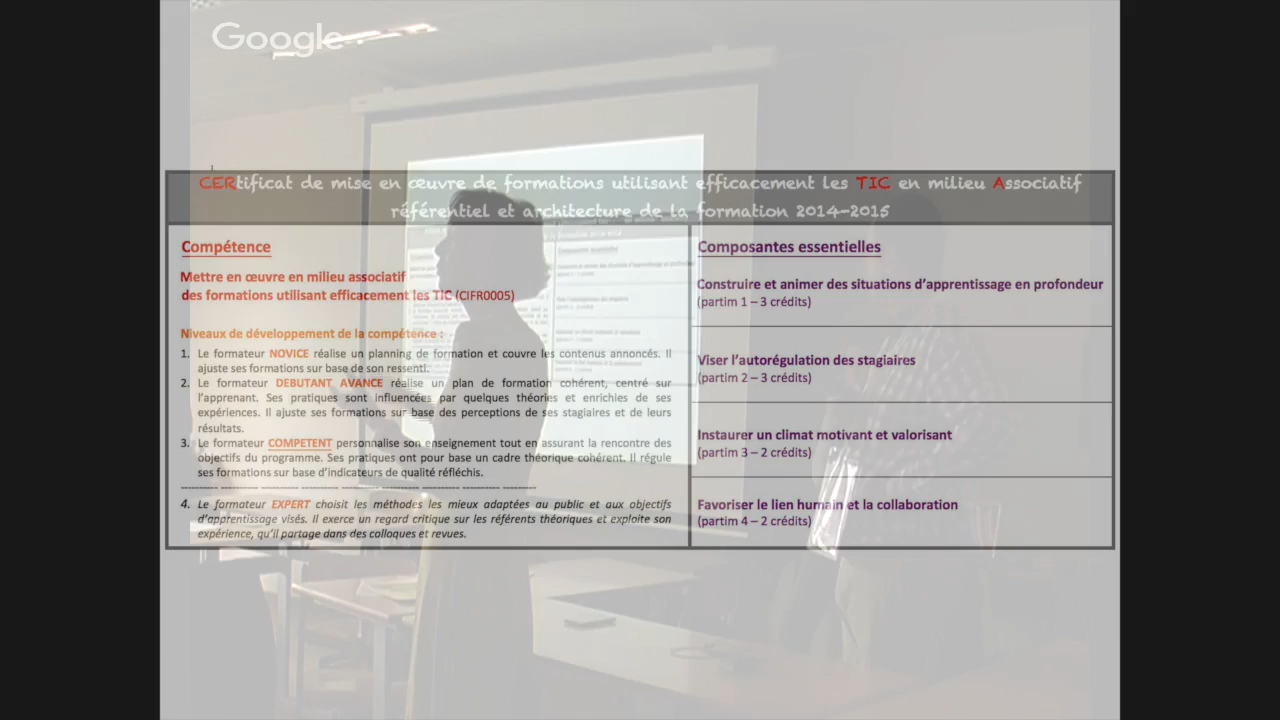 Google
CERtificat de mise en œuvre de formations utilisant efficacement les TIC en milieu Associatif
référentiel et architecture de la formation 2014-2015
Compétence
Mettre en œuvre en milieu associatif
des formations utilisant efficacement les TIC (CIFR0005)
Niveaux de développement de la compétence :
1. Le formateur NOVICE réalise un planning de formation et couvre les contenus annoncés. Il
ajuste ses formations sur base de son ressenti.
2. Le formateur DEBUTANT AVANCE réalise un plan de formation cohérent, centré sur
l'apprenant. Ses pratiques sont influencées par quelques théories et enrichies de ses
expériences. Il ajuste ses formations sur base des perceptions de ses stagiaires et de leurs
résultats.
3. Le formateur COMPETENT personnalise son enseignement tout en assurant la rencontre des
objectifs du programme. Ses pratiques ont pour base un cadre théorique cohérent. Il régule
ses formations sur base d'indicateurs de qualité réfléchis.
4. Le formateur EXPERT choisit les méthodes les mieux adaptées au public et aux objectifs
d'apprentissage visés. Il exerce un regard critique sur les référents théoriques et exploite son
expérience, qu'il partage dans des colloques et revues.
Composantes essentielles
Construire et animer des situations d'apprentissage en profondeur
(partim 1 – 3 crédits)
Viser l'autorégulation des stagiaires
(partim 2 – 3 crédits)
Instaurer un climat motivant et valorisant
(partim 3 – 2 crédits)
Favoriser le lien humain et la collaboration
(partim 4 – 2 crédits)